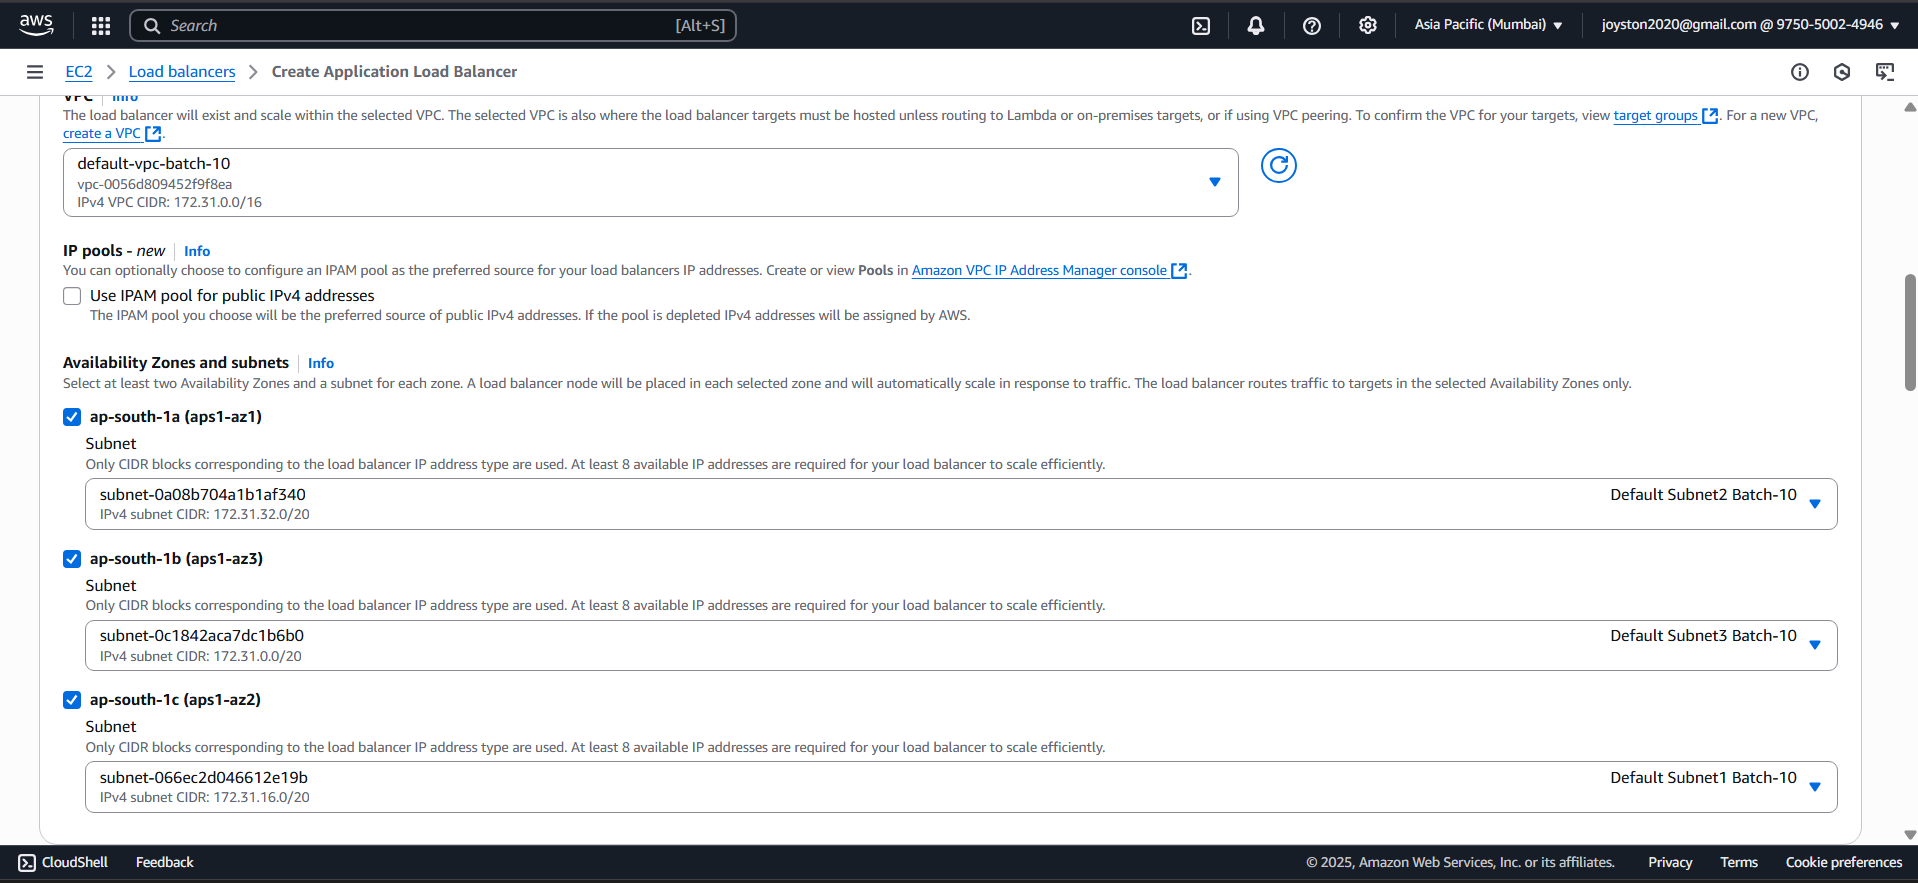 aws
Search [Alt+S]
Asia Pacific (Mumbai)
joyston2020@gmail.com @ 9750-5002-4946
EC2 > Load balancers > Create Application Load Balancer
VPC Info
The load balancer will exist and scale within the selected VPC. The selected VPC is also where the load balancer targets must be hosted unless routing to Lambda or on-premises targets, or if using VPC peering. To confirm the VPC for your targets, view target groups. For a new VPC,
create a VPC.
default-vpc-batch-10
vpc-0056d809452f9f8ea
IPv4 VPC CIDR: 172.31.0.0/16
IP pools - new Info
You can optionally choose to configure an IPAM pool as the preferred source for your load balancers IP addresses. Create or view Pools in Amazon VPC IP Address Manager console.
Use IPAM pool for public IPv4 addresses
The IPAM pool you choose will be the preferred source of public IPv4 addresses. If the pool is depleted IPv4 addresses will be assigned by AWS.
Availability Zones and subnets Info
Select at least two Availability Zones and a subnet for each zone. A load balancer node will be placed in each selected zone and will automatically scale in response to traffic. The load balancer routes traffic to targets in the selected Availability Zones only.
ap-south-1a (aps1-az1)
Subnet
Only CIDR blocks corresponding to the load balancer IP address type are used. At least 8 available IP addresses are required for your load balancer to scale efficiently.
subnet-0a08b704a1b1af340 Default Subnet2 Batch-10
IPv4 subnet CIDR: 172.31.32.0/20
ap-south-1b (aps1-az3)
Subnet
Only CIDR blocks corresponding to the load balancer IP address type are used. At least 8 available IP addresses are required for your load balancer to scale efficiently.
subnet-0c1842aca7dc1b6b0 Default Subnet3 Batch-10
IPv4 subnet CIDR: 172.31.0.0/20
ap-south-1c (aps1-az2)
Subnet
Only CIDR blocks corresponding to the load balancer IP address type are used. At least 8 available IP addresses are required for your load balancer to scale efficiently.
subnet-066ec2d046612e19b Default Subnet1 Batch-10
IPv4 subnet CIDR: 172.31.16.0/20
CloudShell Feedback © 2025, Amazon Web Services, Inc. or its affiliates. Privacy Terms Cookie preferences